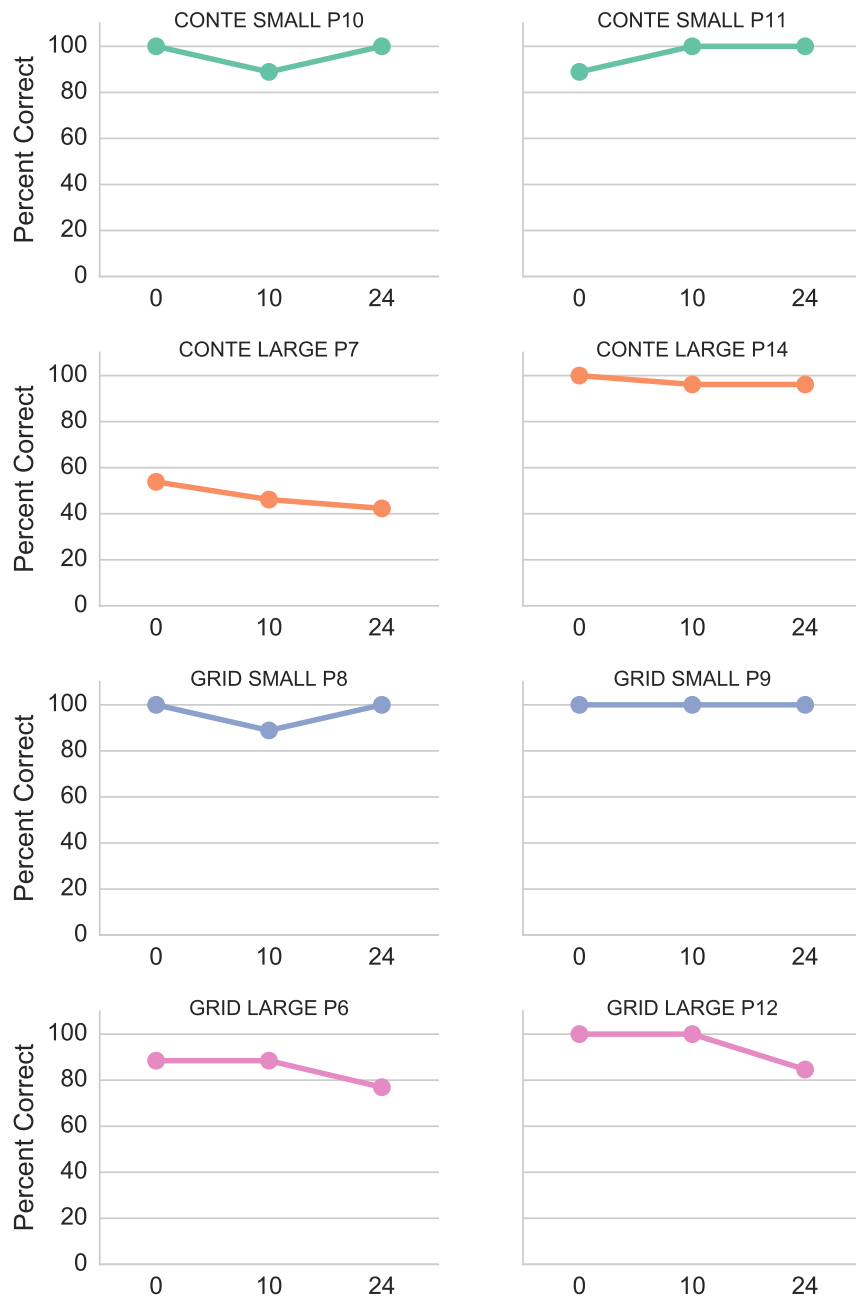 CONTE SMALL P10
CONTE SMALL P11
Percent Correct
100
80
60
40
20
0
0 10 24
0 10 24
CONTE LARGE P7
CONTE LARGE P14
Percent Correct
100
80
60
40
20
0
0 10 24
0 10 24
GRID SMALL P8
GRID SMALL P9
Percent Correct
100
80
60
40
20
0
0 10 24
0 10 24
GRID LARGE P6
GRID LARGE P12
Percent Correct
100
80
60
40
20
0
0 10 24
0 10 24